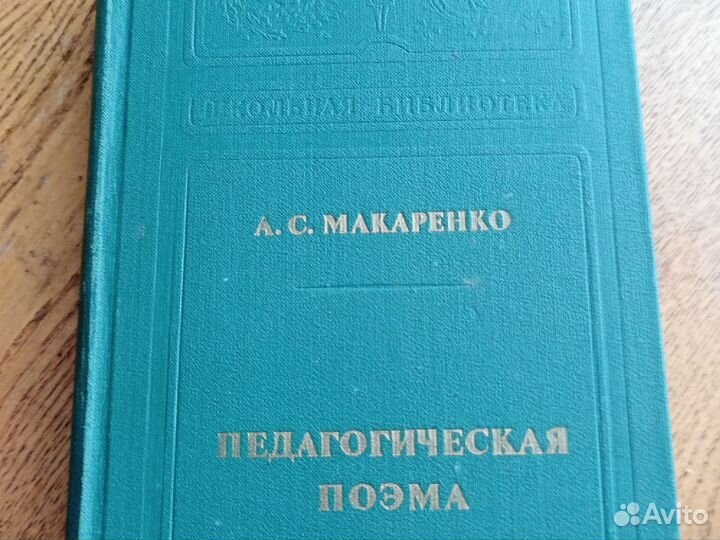 ШКОЛЬНАЯ БИБЛИОТЕКА
А. С. МАКАРЕНКО
ПЕДАГОГИЧЕСКАЯ
ПОЭМА
Avito